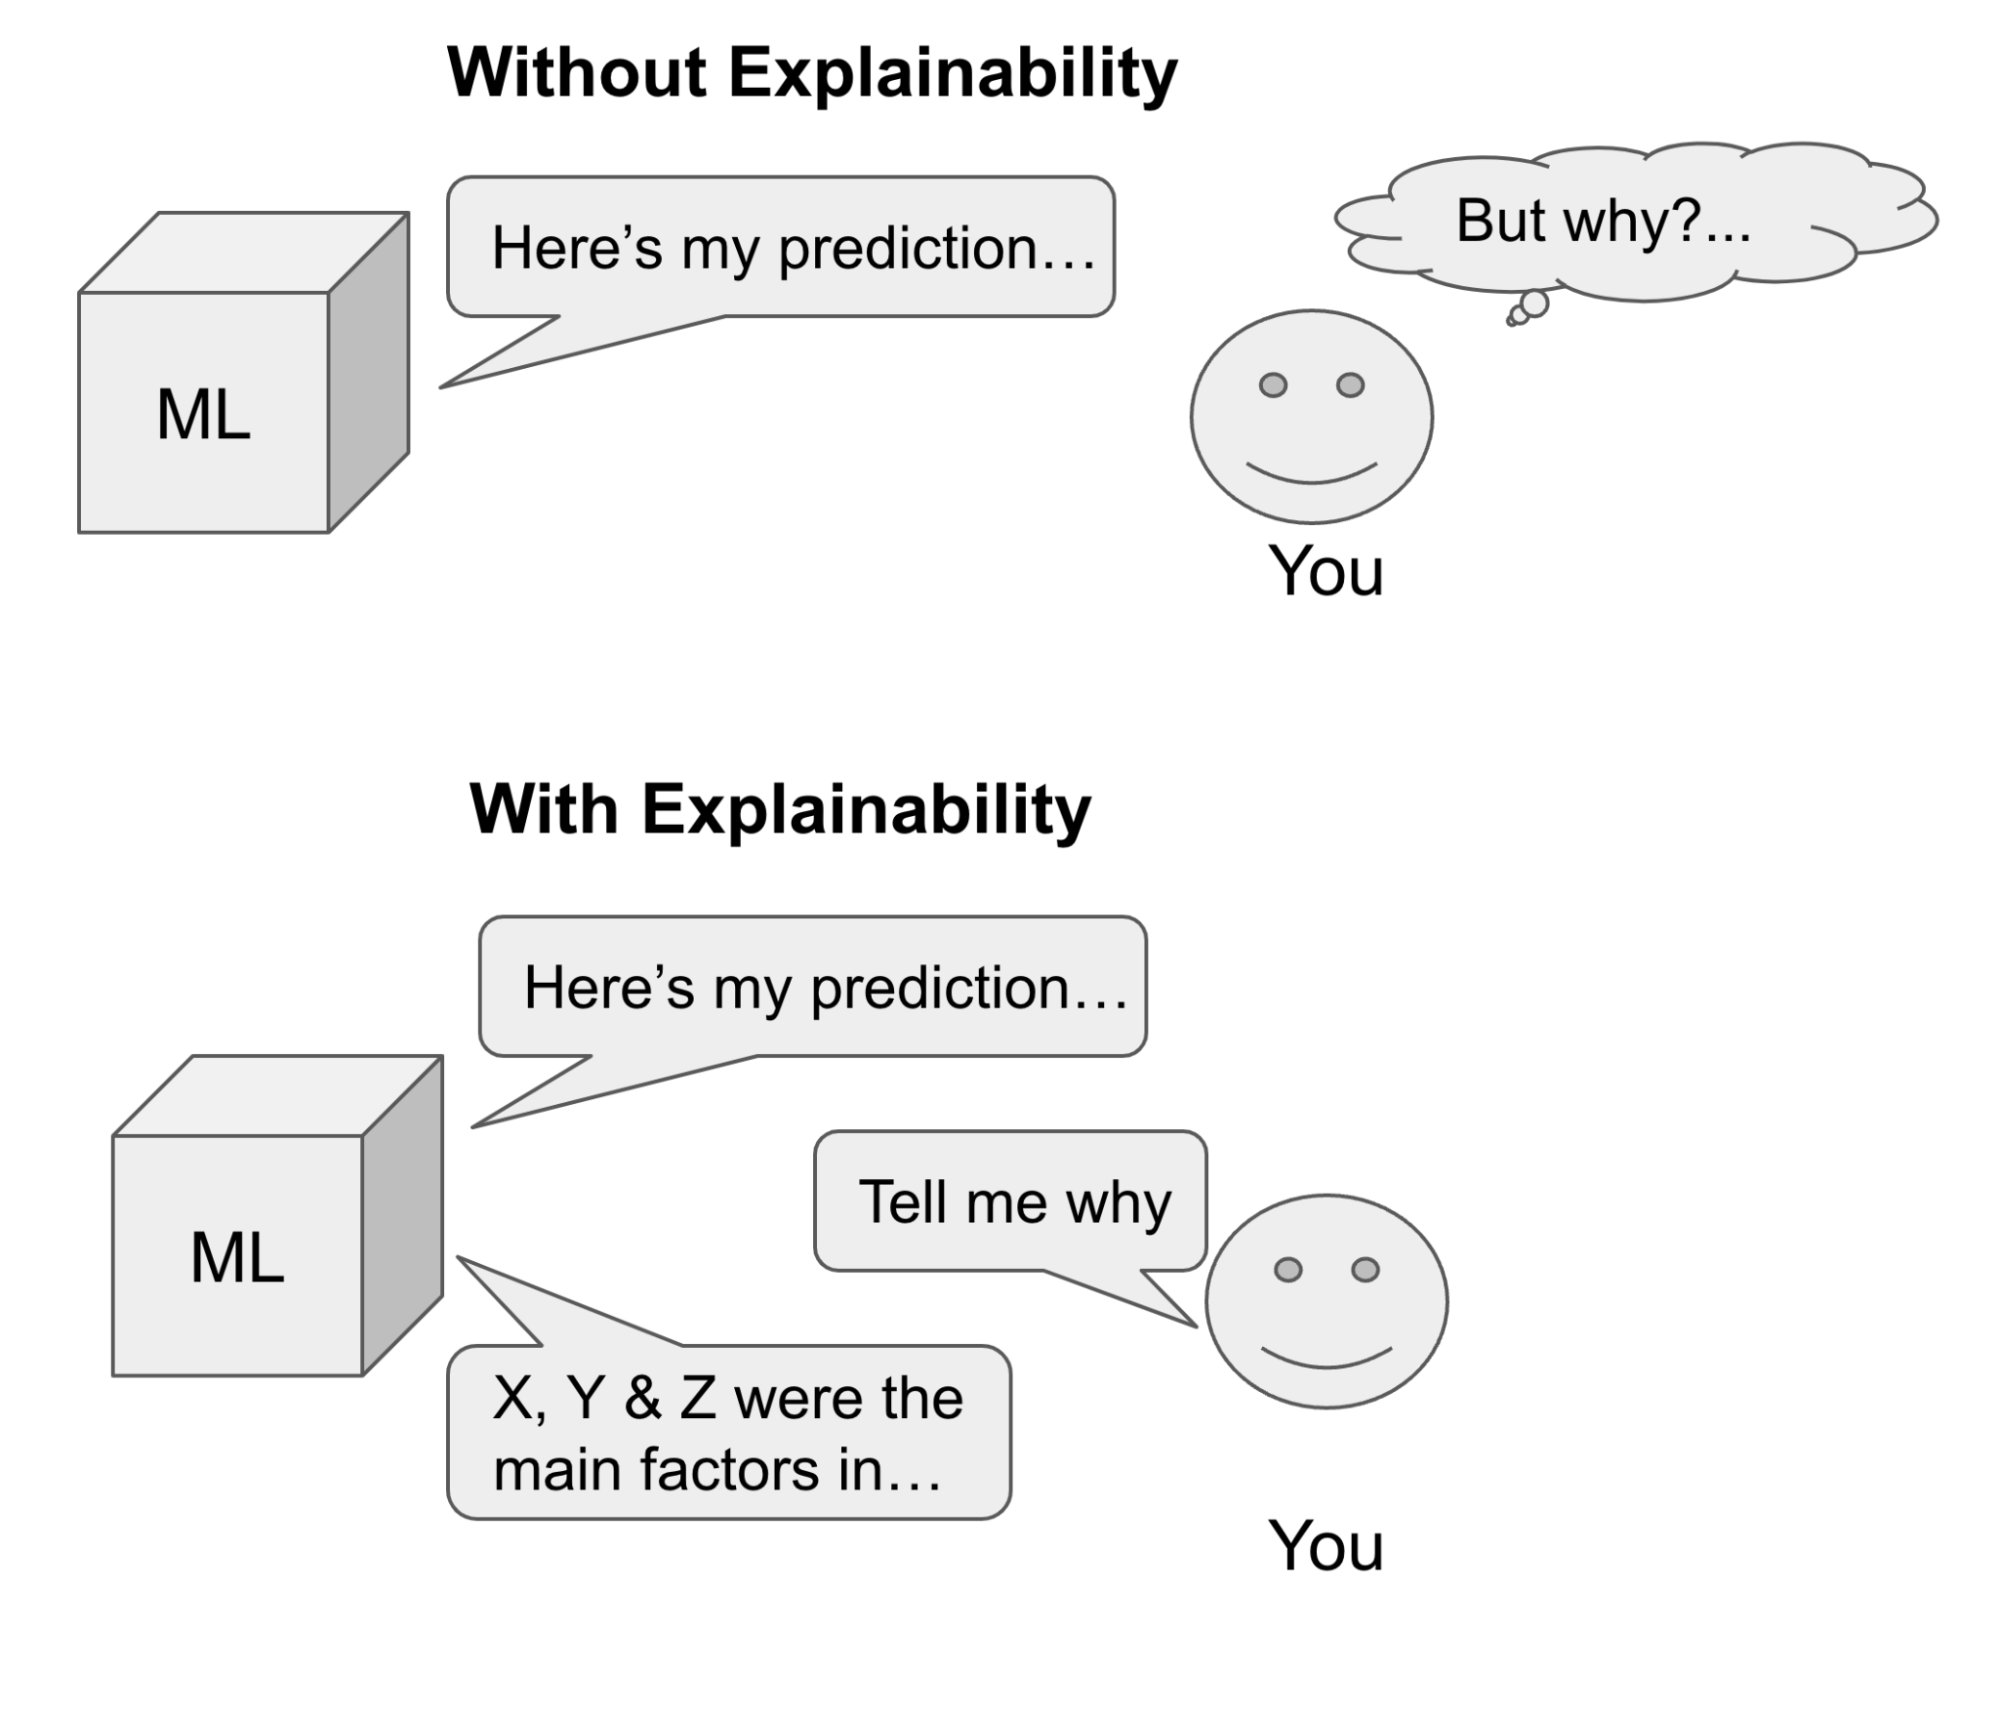 Without Explainability
Here’s my prediction…
But why?...
ML
You
With Explainability
Here’s my prediction…
Tell me why
ML
X, Y & Z were the
main factors in…
You